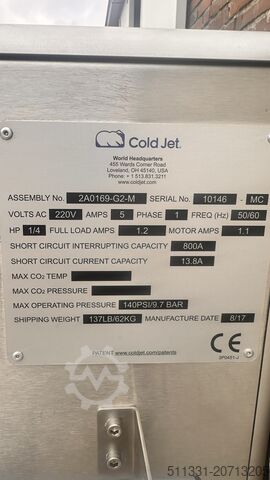 Cold Jet®
World Headquarters
455 Wards Corner Road
Loveland, OH 45140, USA
Phone: + 1 513.831.3211
www.coldjet.com
ASSEMBLY No. 2A0169-G2-M SERIAL No. 10146 - MC
VOLTS AC 220V AMPS 5 PHASE 1 FREQ (HZ) 50/60
HP 1/4 FULL LOAD AMPS 1.2 MOTOR AMPS 1.1
SHORT CIRCUIT INTERRUPTING CAPACITY 800A
SHORT CIRCUIT CURRENT CAPACITY 13.8A
MAX CO2 TEMP
MAX CO2 PRESSURE
MAX OPERATING PRESSURE 140PSI/9.7 BAR
SHIPPING WEIGHT 137LB/62KG MANUFACTURE DATE 8/17
PATENT www.coldjet.com/patents
CE
2P0451-J
511331-20713205